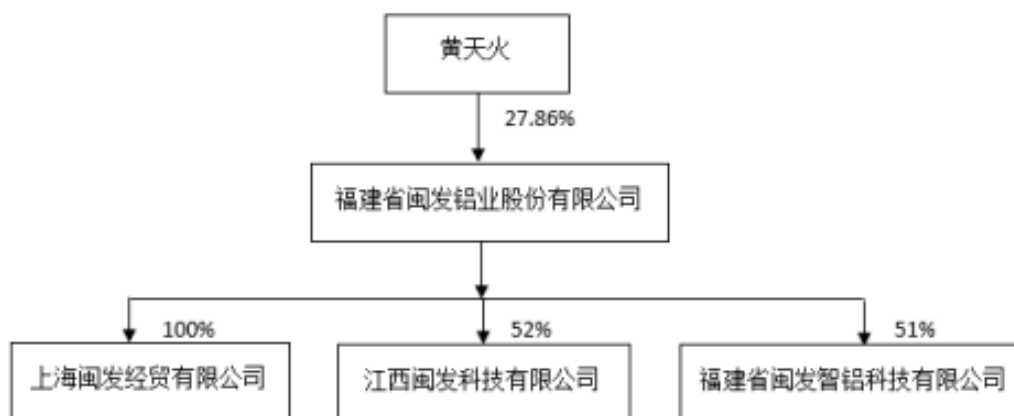 黄天火
27.86%
福建省闽发铝业股份有限公司
100%
52%
51%
上海闽发经贸有限公司
江西闽发科技有限公司
福建省闽发智铝科技有限公司